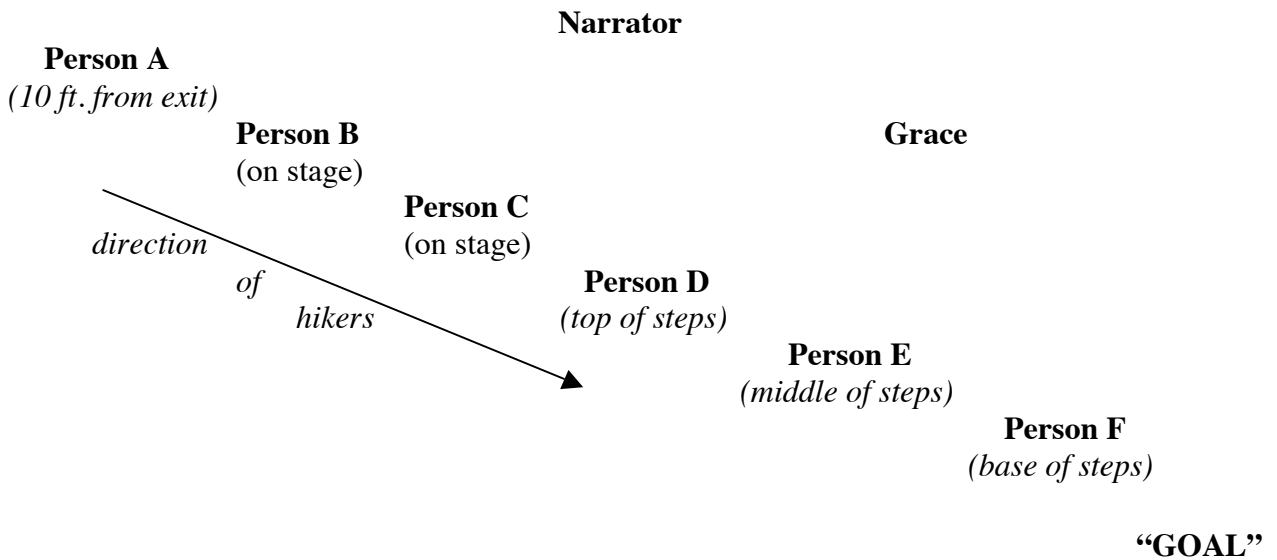 Narrator
Person A
(10 ft. from exit)
Person B
(on stage)
Grace
Person C
(on stage)
direction
of
hikers
Person D
(top of steps)
Person E
(middle of steps)
Person F
(base of steps)
“GOAL”